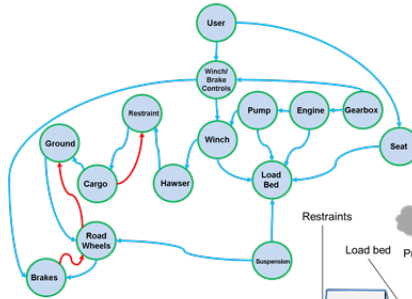 User
Winch/
Brake
Controls
Pump
Engine
Gearbox
Restraint
Ground
Winch
Seat
Cargo
Hawser
Load
Bed
Restraints
Road
Wheels
Load bed
Suspension
Brakes